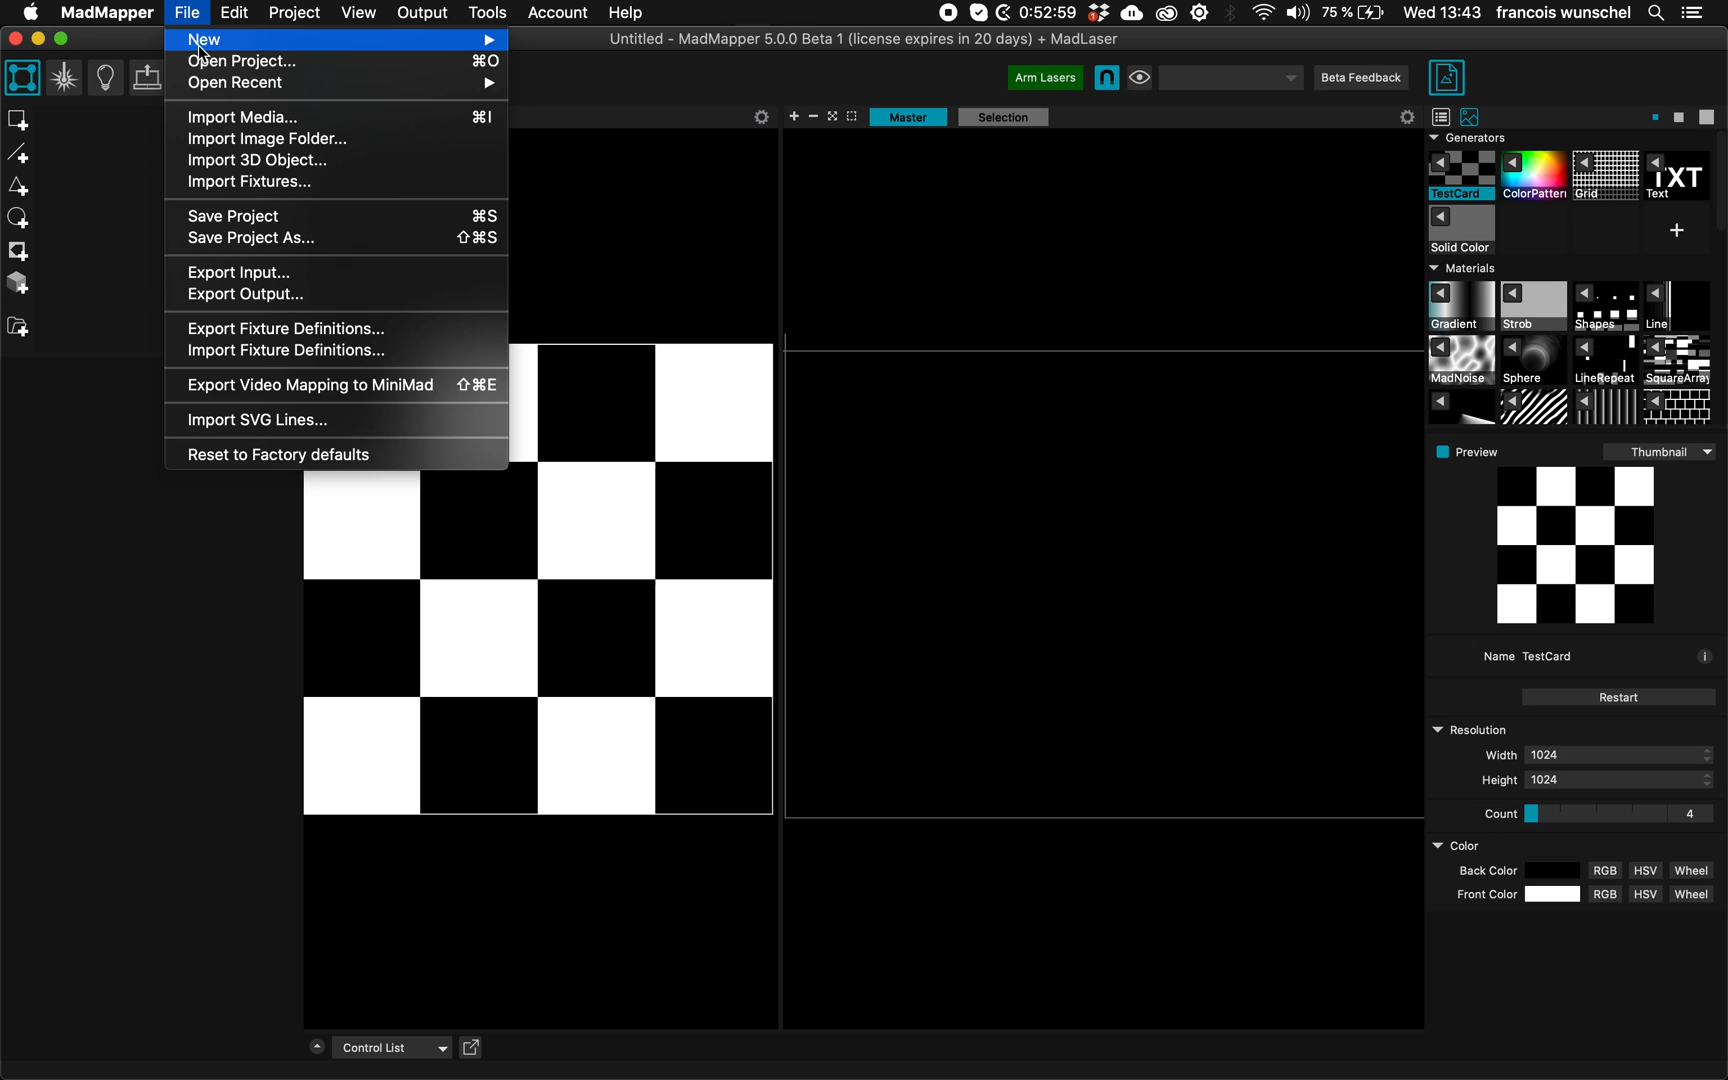 MadMapper File Edit Project View Output Tools Account Help 0:52:59 75 % Wed 13:43 francois wunschel
Untitled - MadMapper 5.0.0 Beta 1 (license expires in 20 days) + MadLaser
New
Open Project... ⌘O
Open Recent
Import Media... ⌘I
Import Image Folder...
Import 3D Object...
Import Fixtures...
Save Project ⌘S
Save Project As... ⇧⌘S
Export Input...
Export Output...
Export Fixture Definitions...
Import Fixture Definitions...
Export Video Mapping to MiniMad ⇧⌘E
Import SVG Lines...
Reset to Factory defaults
Arm Lasers Beta Feedback
Master Selection
Generators
TXT
TestCard ColorPattern Grid Text
Solid Color +
Materials
Gradient Strob Shapes Line
MadNoise Sphere LineRepeat SquareArray
Preview Thumbnail
Name TestCard
Restart
Resolution
Width 1024
Height 1024
Count 4
Color
Back Color RGB HSV Wheel
Front Color RGB HSV Wheel
Control List